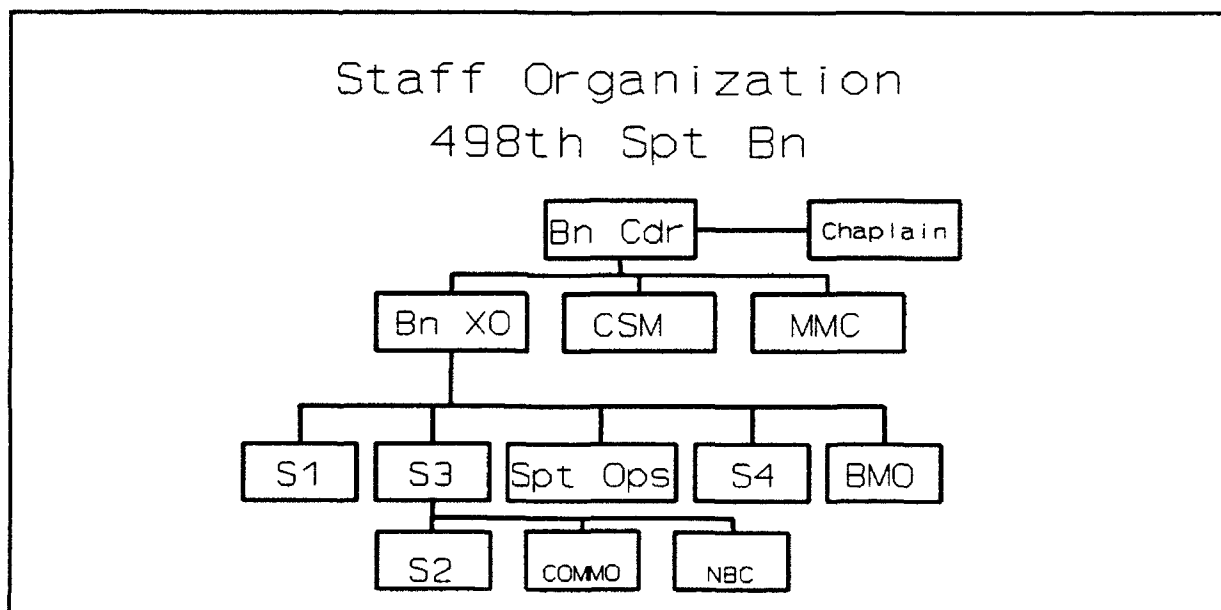 Staff Organization
498th Spt Bn
Bn Cdr
Chaplain
Bn XO
CSM
MMC
S1
S3
Spt Ops
S4
BMO
S2
COMMO
NBC